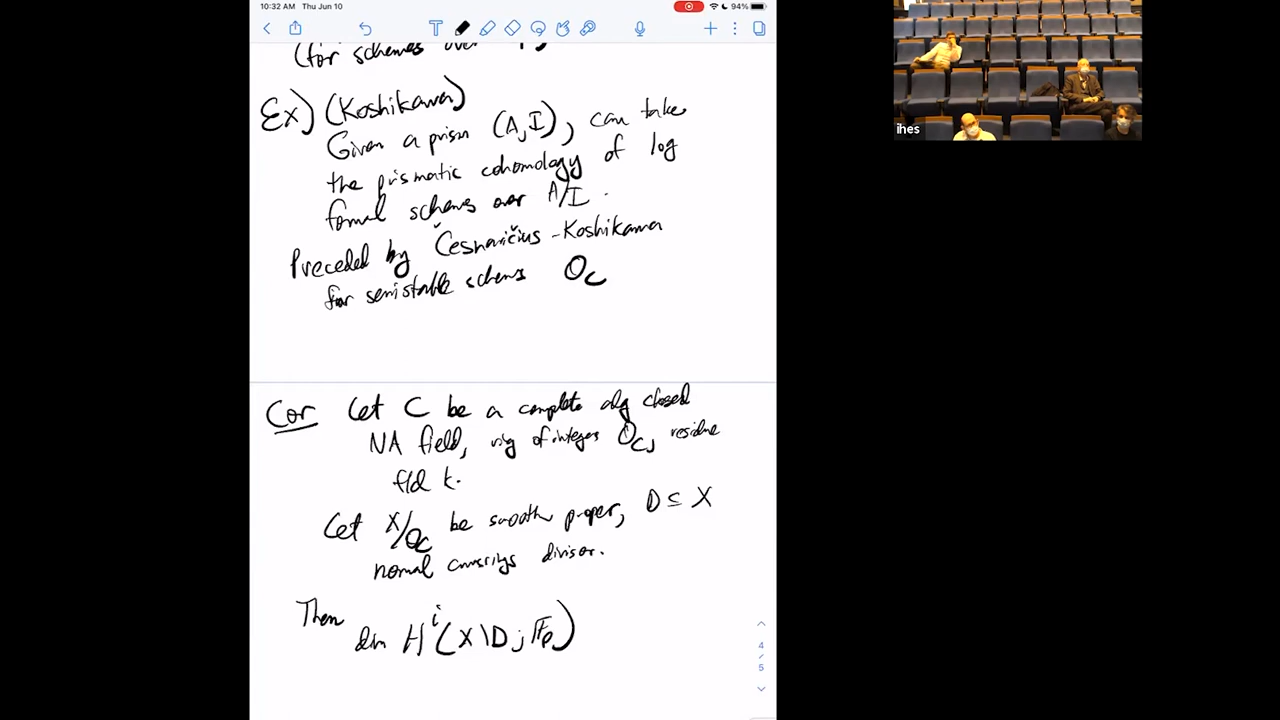 10:32 AM Thu Jun 10
94%
(for schemes over
Ex) (Koshikawa)
Given a prism (A, I), can take
the prismatic cohomology of log
formal schemes over A/I.
Preceded by Česnavičius - Koshikawa
for semistable schems O_C
Cor Let C be a complete alg closed
NA field, ring of integers O_C, residue
fld k.
Let X/O_C be smooth proper, D ⊆ X
normal crossings divisor.
Then
dim H^i(X\D; F_p)
4
/
5
ihes